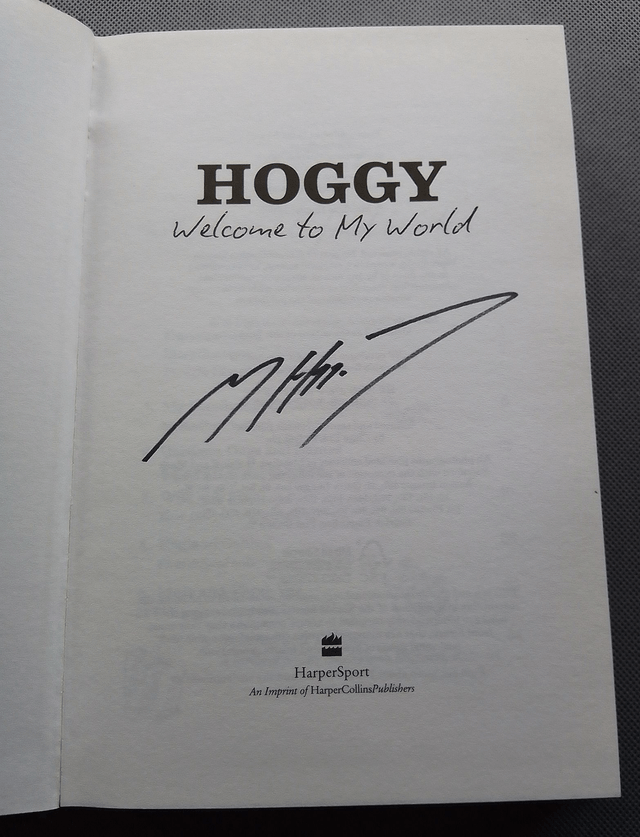 HOGGY
Welcome to My World
HarperSport
An Imprint of HarperCollinsPublishers